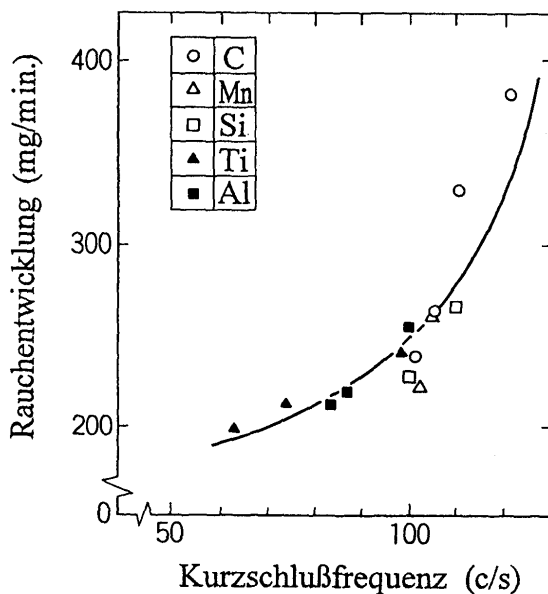 Rauchentwicklung (mg/min.)
400
300
200
0
C
Mn
Si
Ti
Al
50
100
Kurzschlußfrequenz (c/s)